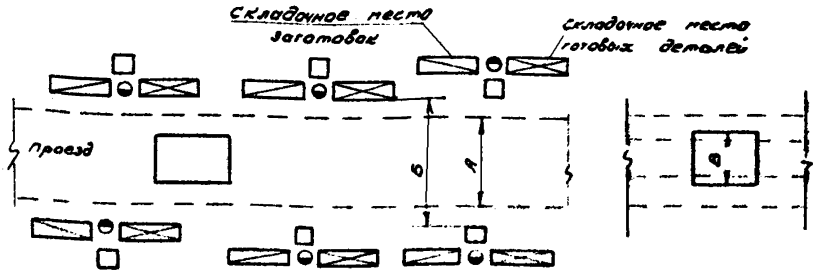 Складочное место
заготовок
Складочное место
готовых деталей
Проезд
Б
А
В